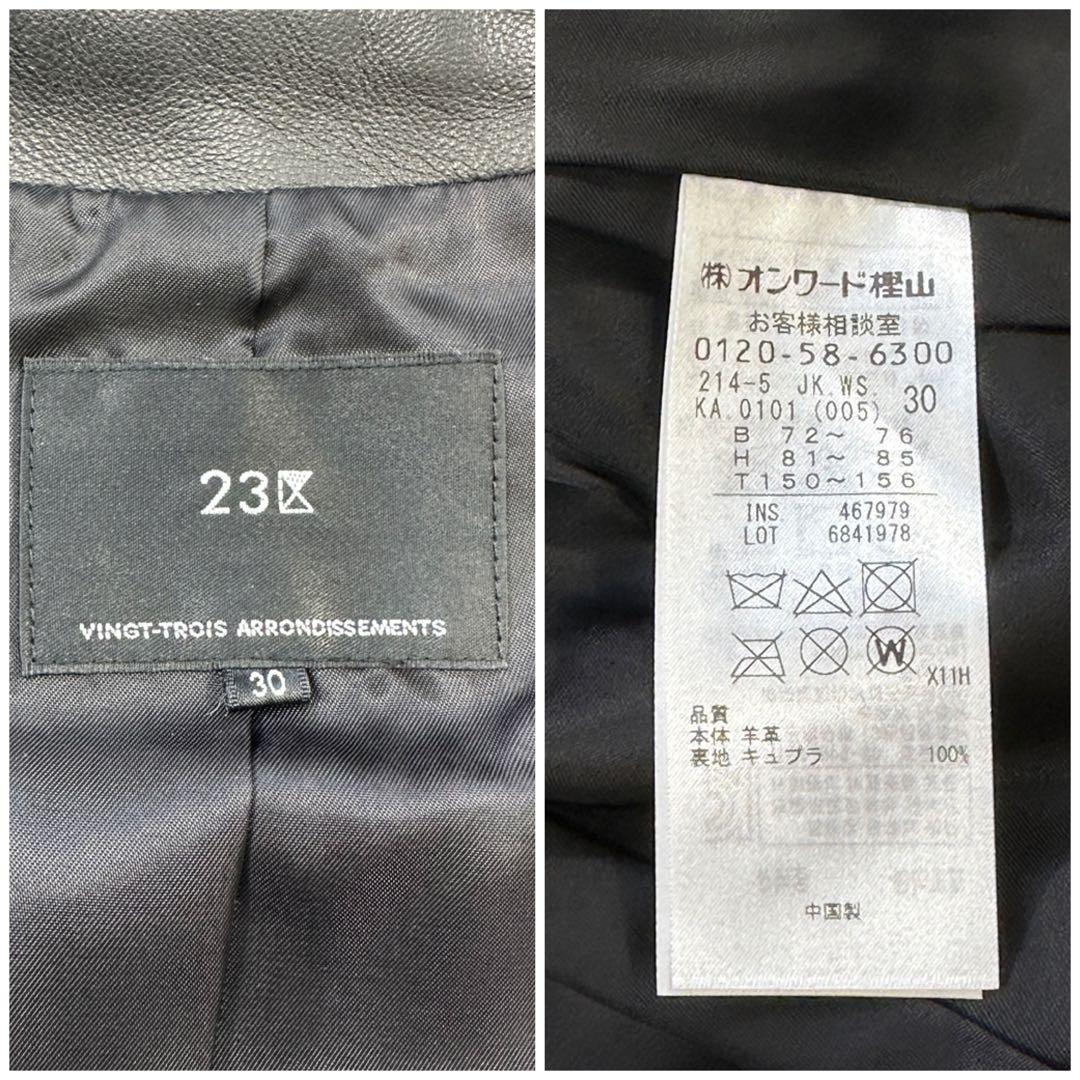 23区
VINGT-TROIS ARRONDISSEMENTS
30
㈱オンワード樫山
お客様相談室
0120-58-6300
214-5 JK.WS. 30
KA.0101 (005)
B 72～ 76
H 81～ 85
T150～156
INS 467979
LOT 6841978
W
X11H
品質
本体 羊革
裏地 キュプラ 100%
中国製